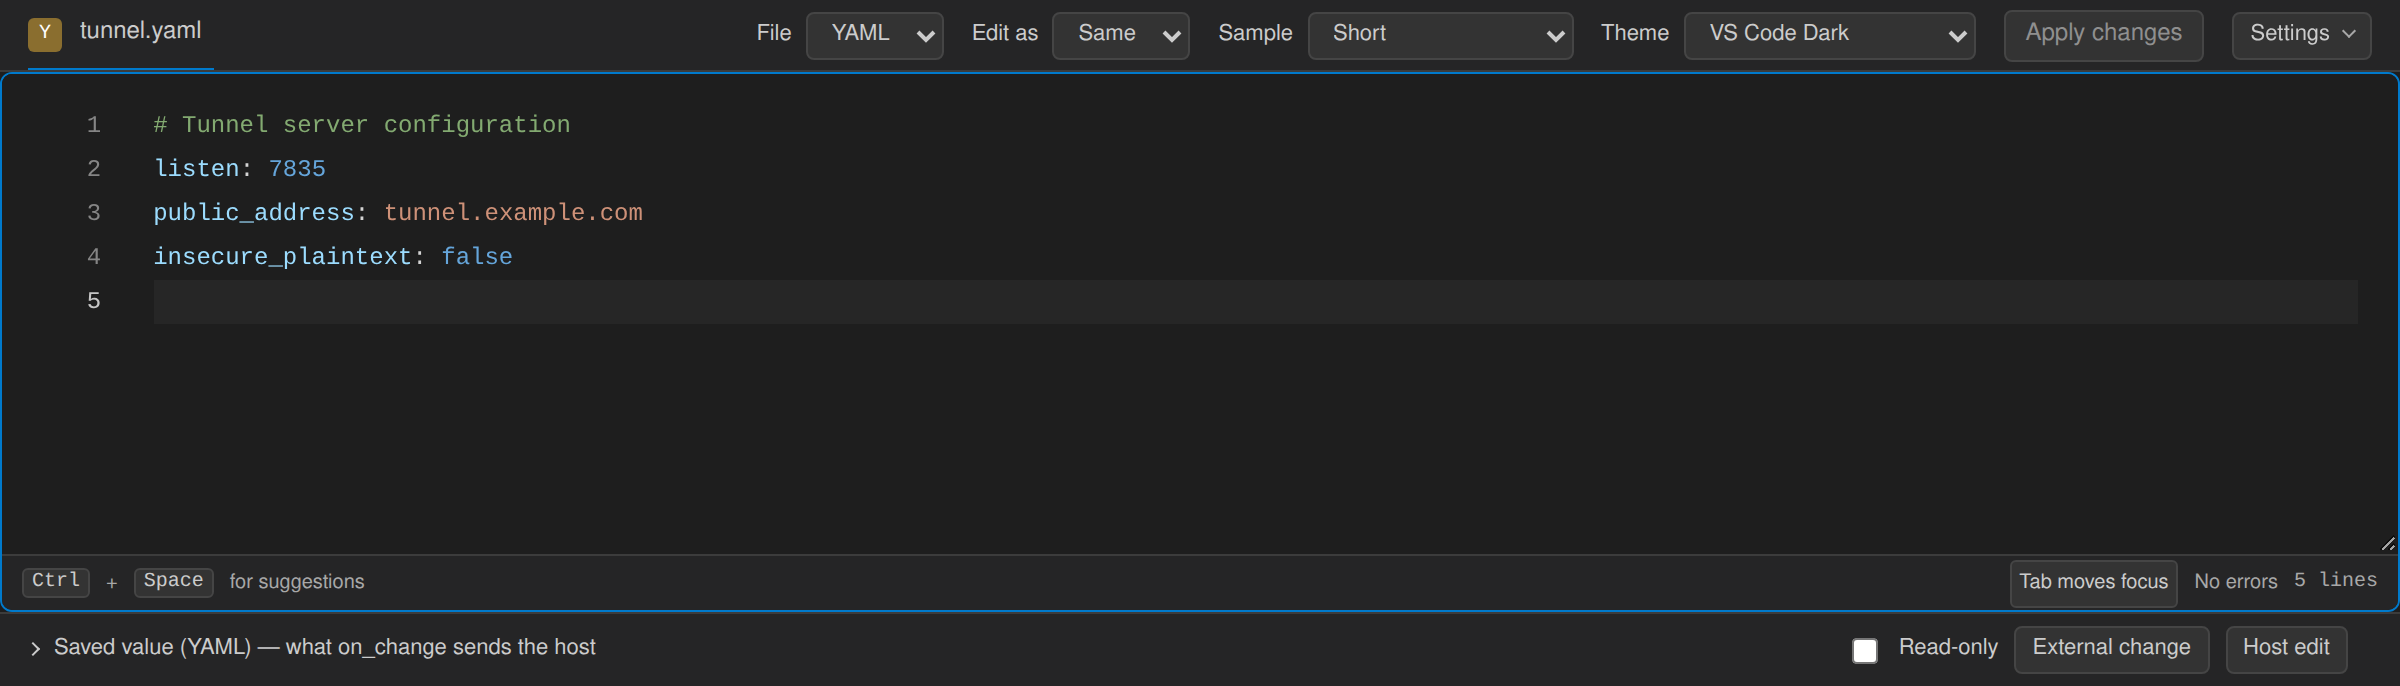 Y tunnel.yaml File YAML Edit as Same Sample Short Theme VS Code Dark Apply changes Settings
1 # Tunnel server configuration
2 listen: 7835
3 public_address: tunnel.example.com
4 insecure_plaintext: false
5
Ctrl + Space for suggestions Tab moves focus No errors 5 lines
Saved value (YAML) — what on_change sends the host Read-only External change Host edit